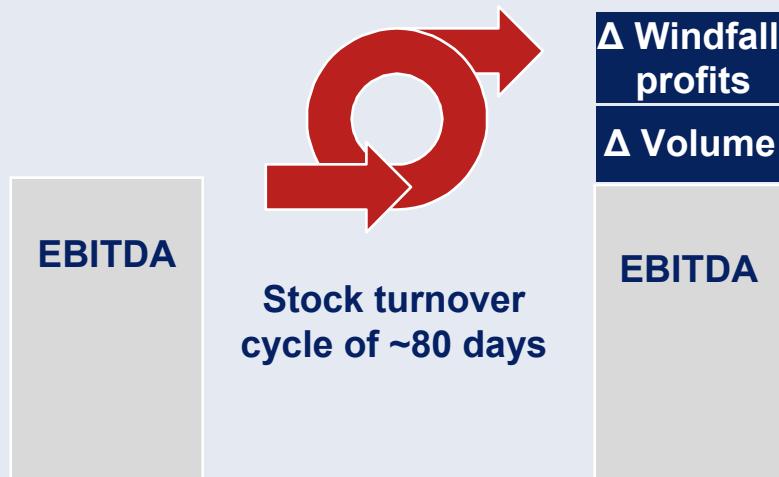 EBITDA
Stock turnover
cycle of ~80 days
Δ Windfall
profits
Δ Volume
EBITDA